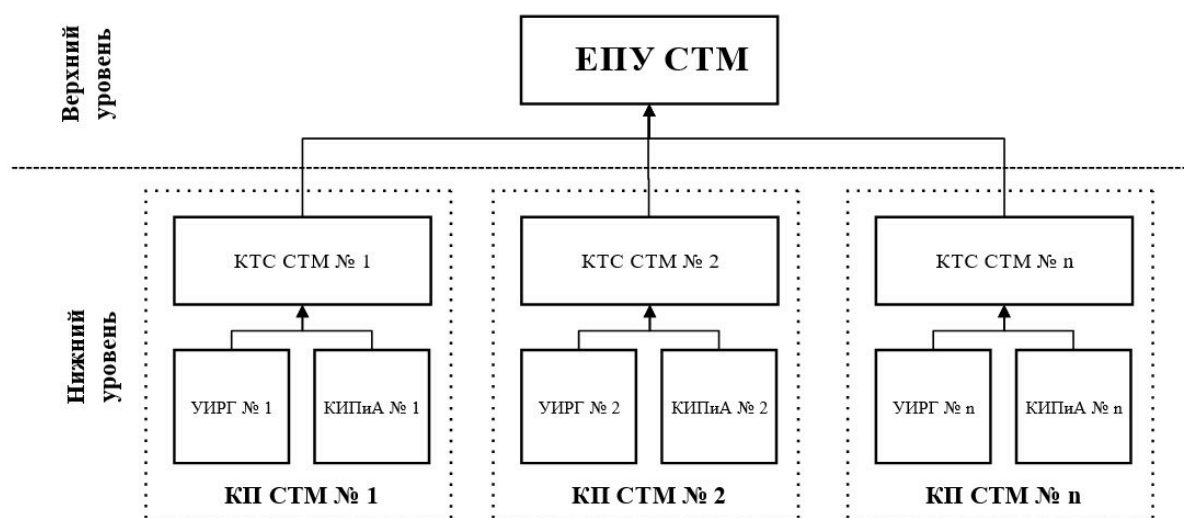 Верхний
уровень
ЕПУ СТМ
Нижний
уровень
КТС СТМ № 1
КТС СТМ № 2
КТС СТМ № n
УИРГ № 1
КИПиА № 1
УИРГ № 2
КИПиА № 2
УИРГ № n
КИПиА № n
КП СТМ № 1
КП СТМ № 2
КП СТМ № n